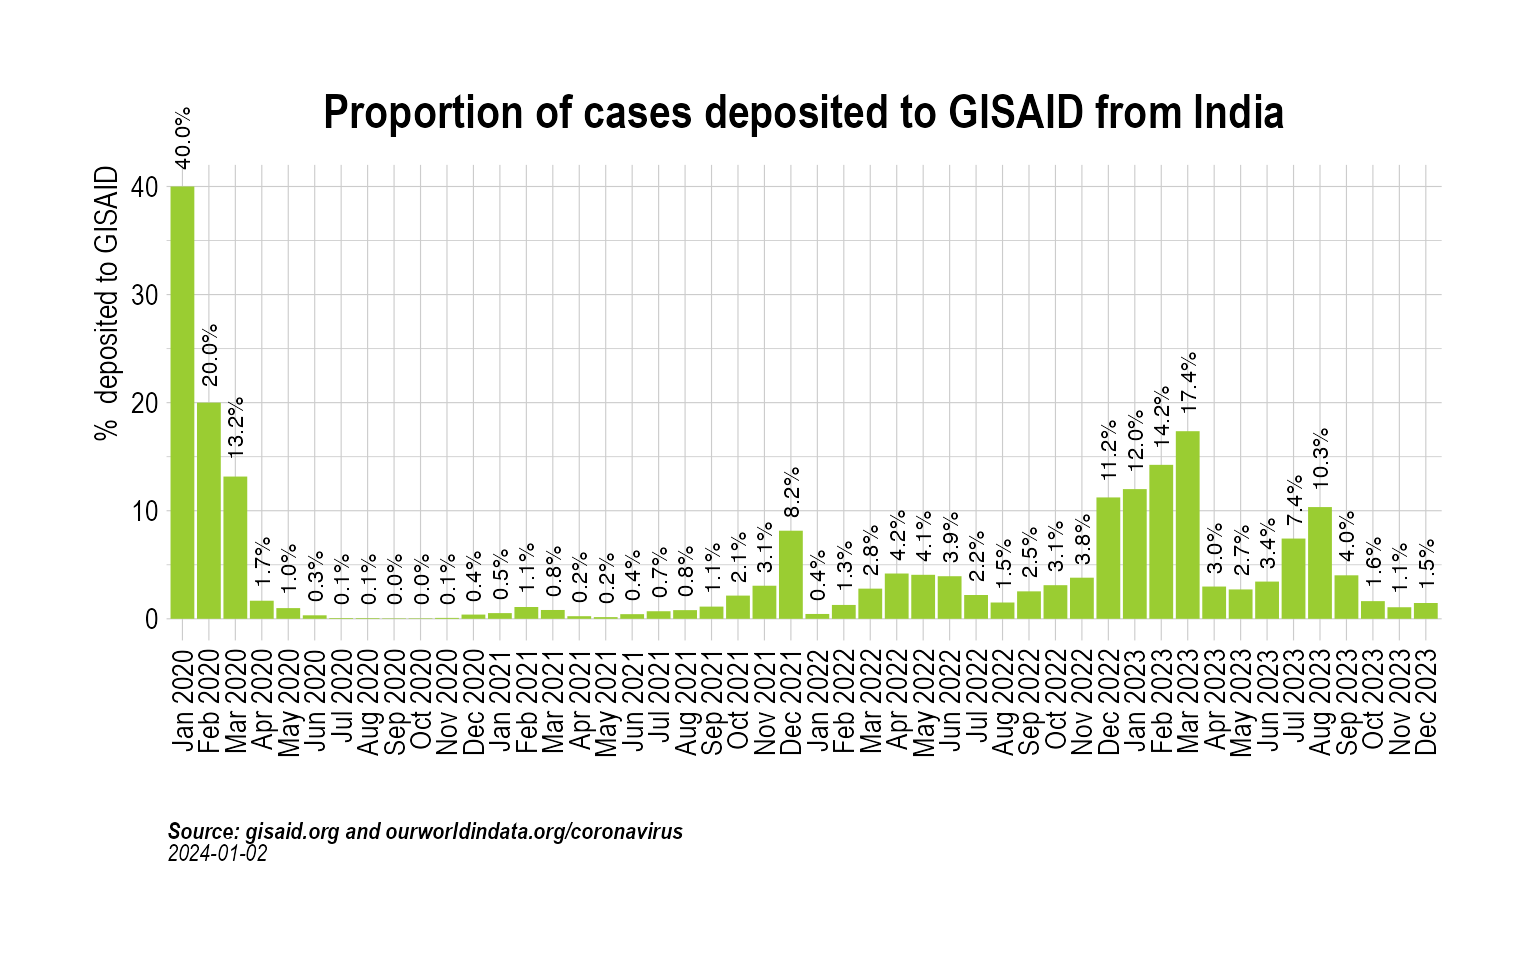 Proportion of cases deposited to GISAID from India
% deposited to GISAID
40
30
20
10
0
40.0%
20.0%
13.2%
1.7%
1.0%
0.3%
0.1%
0.1%
0.0%
0.0%
0.1%
0.4%
0.5%
1.1%
0.8%
0.2%
0.2%
0.4%
0.7%
0.8%
1.1%
2.1%
3.1%
8.2%
0.4%
1.3%
2.8%
4.2%
4.1%
3.9%
2.2%
1.5%
2.5%
3.1%
3.8%
11.2%
12.0%
14.2%
17.4%
3.0%
2.7%
3.4%
7.4%
10.3%
4.0%
1.6%
1.1%
1.5%
Jan 2020
Feb 2020
Mar 2020
Apr 2020
May 2020
Jun 2020
Jul 2020
Aug 2020
Sep 2020
Oct 2020
Nov 2020
Dec 2020
Jan 2021
Feb 2021
Mar 2021
Apr 2021
May 2021
Jun 2021
Jul 2021
Aug 2021
Sep 2021
Oct 2021
Nov 2021
Dec 2021
Jan 2022
Feb 2022
Mar 2022
Apr 2022
May 2022
Jun 2022
Jul 2022
Aug 2022
Sep 2022
Oct 2022
Nov 2022
Dec 2022
Jan 2023
Feb 2023
Mar 2023
Apr 2023
May 2023
Jun 2023
Jul 2023
Aug 2023
Sep 2023
Oct 2023
Nov 2023
Dec 2023
Source: gisaid.org and ourworldindata.org/coronavirus
2024-01-02